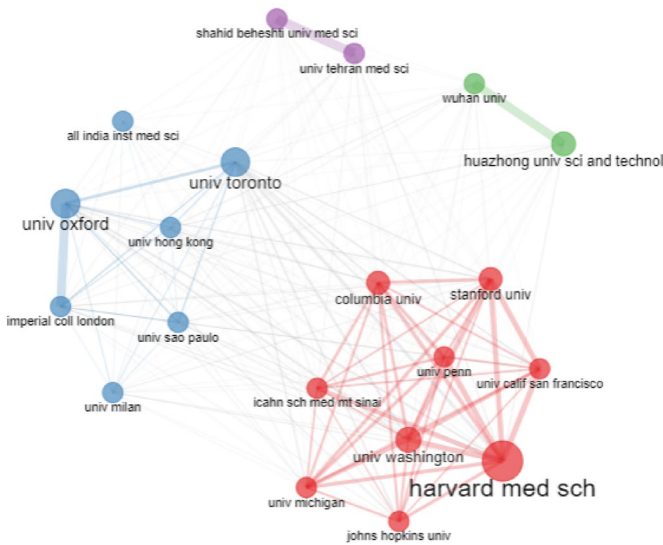 shahid beheshti univ med sci
univ tehran med sci
wuhan univ
all india inst med sci
huazhong univ sci and technol
univ toronto
univ oxford
univ hong kong
columbia univ
stanford univ
imperial coll london
univ sao paulo
univ penn
univ calif san francisco
univ milan
icahn sch med mt sinai
univ washington
harvard med sch
univ michigan
johns hopkins univ